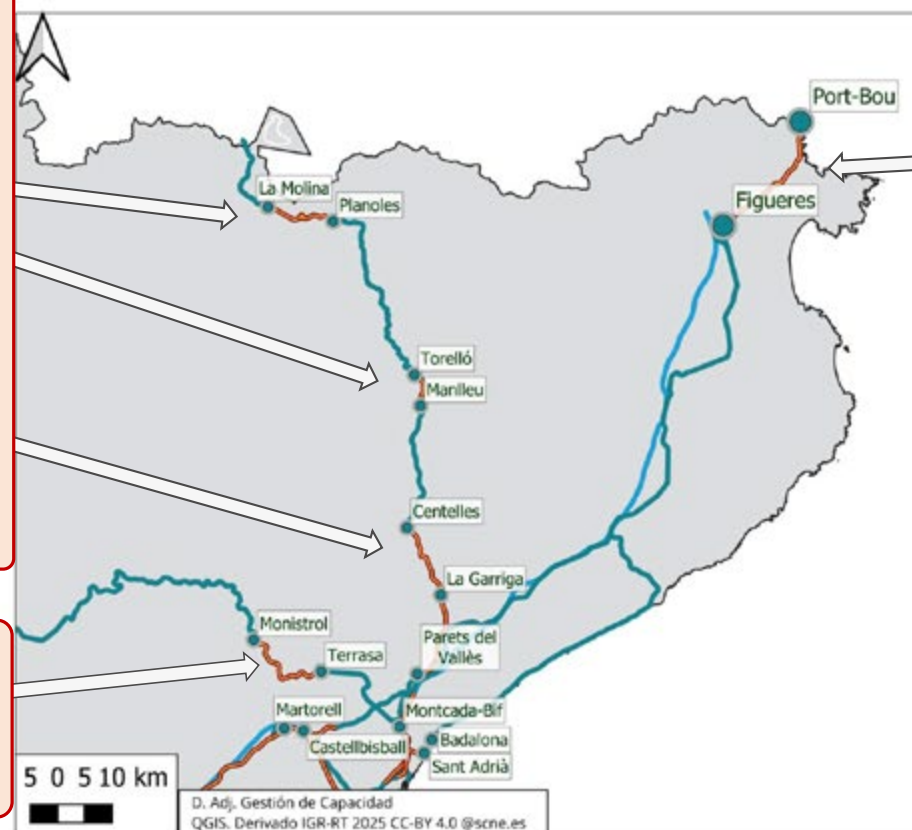 Port-Bou
La Molina
Planoles
Figueres
Torelló
Manlleu
Centelles
La Garriga
Monistrol
Parets del
Vallès
Terrasa
Martorell
Montcada-Bif
Castellbisball
Badalona
Sant Adrià
5 0 5 10 km
D. Adj. Gestión de Capacidad
QGIS. Derivado IGR-RT 2025 CC-BY 4.0 @scne.es